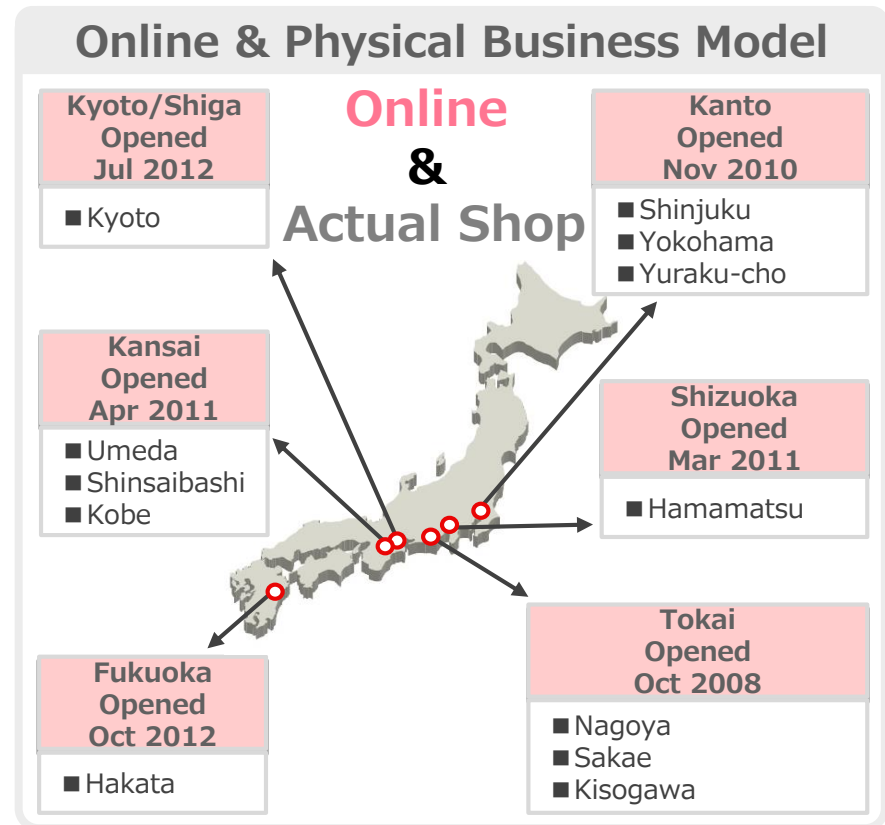 Online & Physical Business Model
Kyoto/Shiga
Opened
Jul 2012
■ Kyoto
Online
&
Actual Shop
Kanto
Opened
Nov 2010
■ Shinjuku
■ Yokohama
■ Yuraku-cho
Kansai
Opened
Apr 2011
■ Umeda
■ Shinsaibashi
■ Kobe
Shizuoka
Opened
Mar 2011
■ Hamamatsu
Fukuoka
Opened
Oct 2012
■ Hakata
Tokai
Opened
Oct 2008
■ Nagoya
■ Sakae
■ Kisogawa